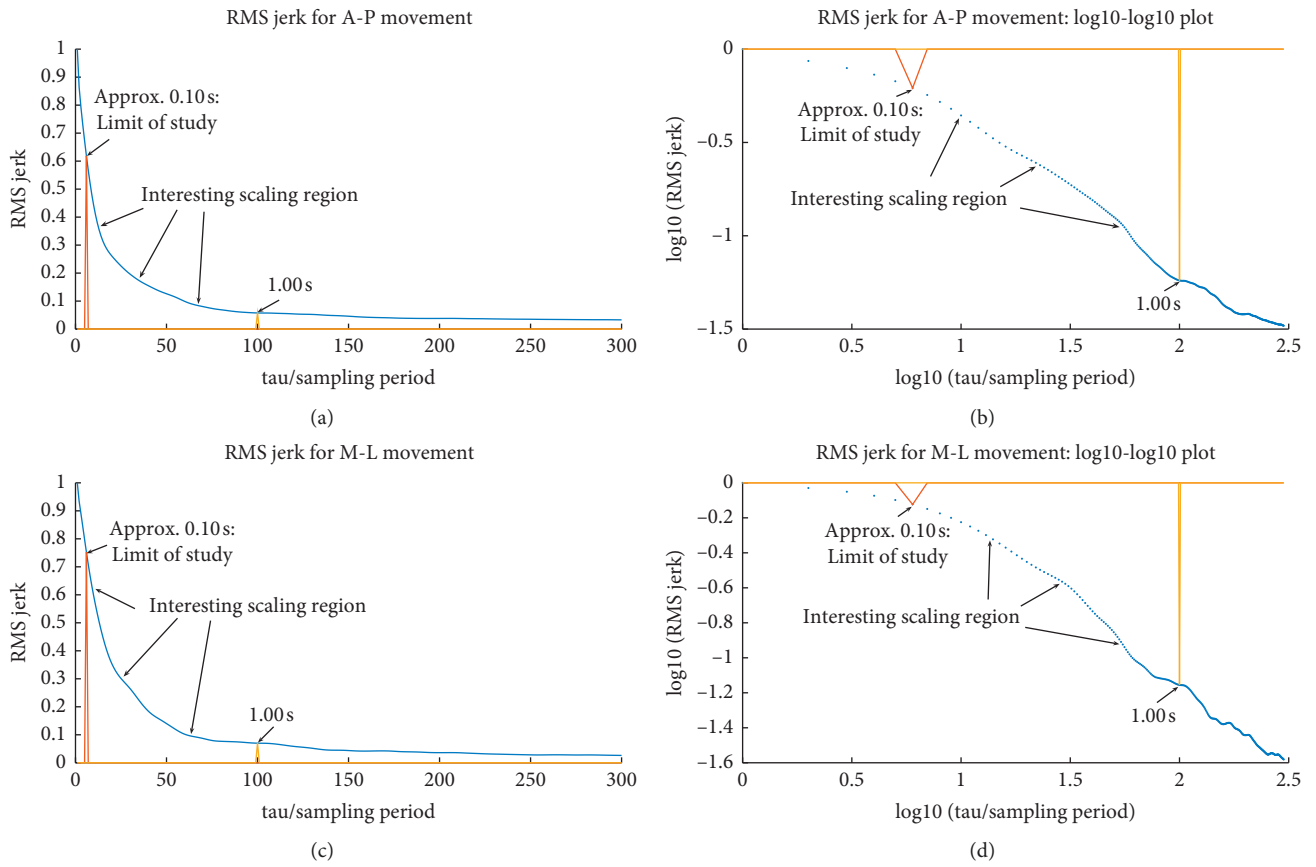 RMS jerk for A-P movement
1
0.9
0.8
0.7
0.6
0.5
0.4
0.3
0.2
0.1
0
RMS jerk
Approx. 0.10 s:
Limit of study
Interesting scaling region
1.00 s
0 50 100 150 200 250 300
tau/sampling period
(a)
RMS jerk for A-P movement: log10-log10 plot
0
−0.5
−1
−1.5
log10 (RMS jerk)
Approx. 0.10 s:
Limit of study
Interesting scaling region
1.00 s
0 0.5 1 1.5 2 2.5
log10 (tau/sampling period)
(b)
RMS jerk for M-L movement
1
0.9
0.8
0.7
0.6
0.5
0.4
0.3
0.2
0.1
0
RMS jerk
Approx. 0.10 s:
Limit of study
Interesting scaling region
1.00 s
0 50 100 150 200 250 300
tau/sampling period
(c)
RMS jerk for M-L movement: log10-log10 plot
0
−0.2
−0.4
−0.6
−0.8
−1
−1.2
−1.4
−1.6
log10 (RMS jerk)
Approx. 0.10 s:
Limit of study
Interesting scaling region
1.00 s
0 0.5 1 1.5 2 2.5
log10 (tau/sampling period)
(d)